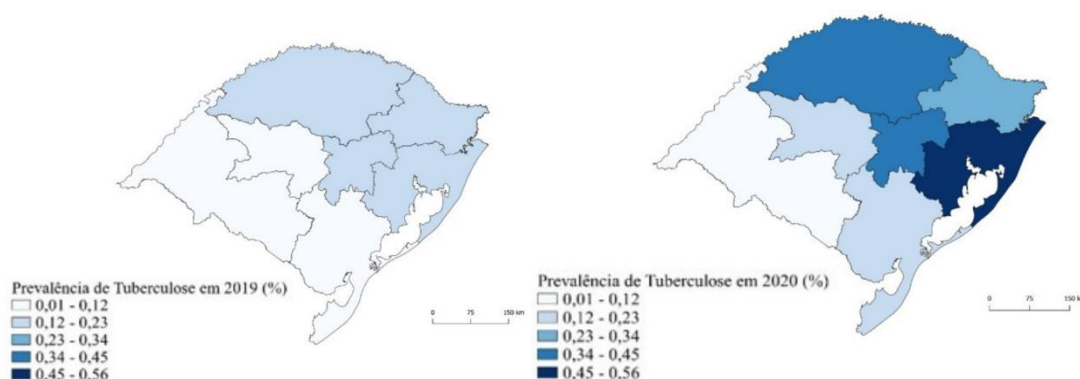 Prevalência de Tuberculose em 2019 (%)
0,01 - 0,12
0,12 - 0,23
0,23 - 0,34
0,34 - 0,45
0,45 - 0,56
0 75 150 km
Prevalência de Tuberculose em 2020 (%)
0,01 - 0,12
0,12 - 0,23
0,23 - 0,34
0,34 - 0,45
0,45 - 0,56
0 75 150 k